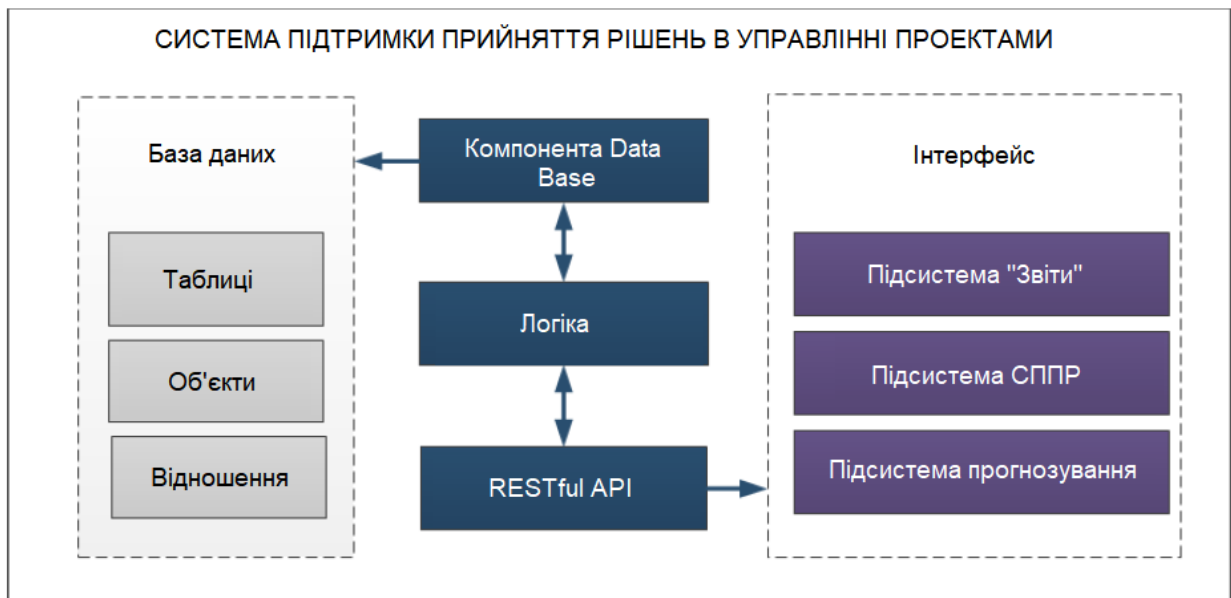 СИСТЕМА ПІДТРИМКИ ПРИЙНЯТТЯ РІШЕНЬ В УПРАВЛІННІ ПРОЕКТАМИ
База даних
Таблиці
Об'єкти
Відношення
Компонента Data
Base
Логіка
RESTful API
Інтерфейс
Підсистема "Звіти"
Підсистема СППР
Підсистема прогнозування